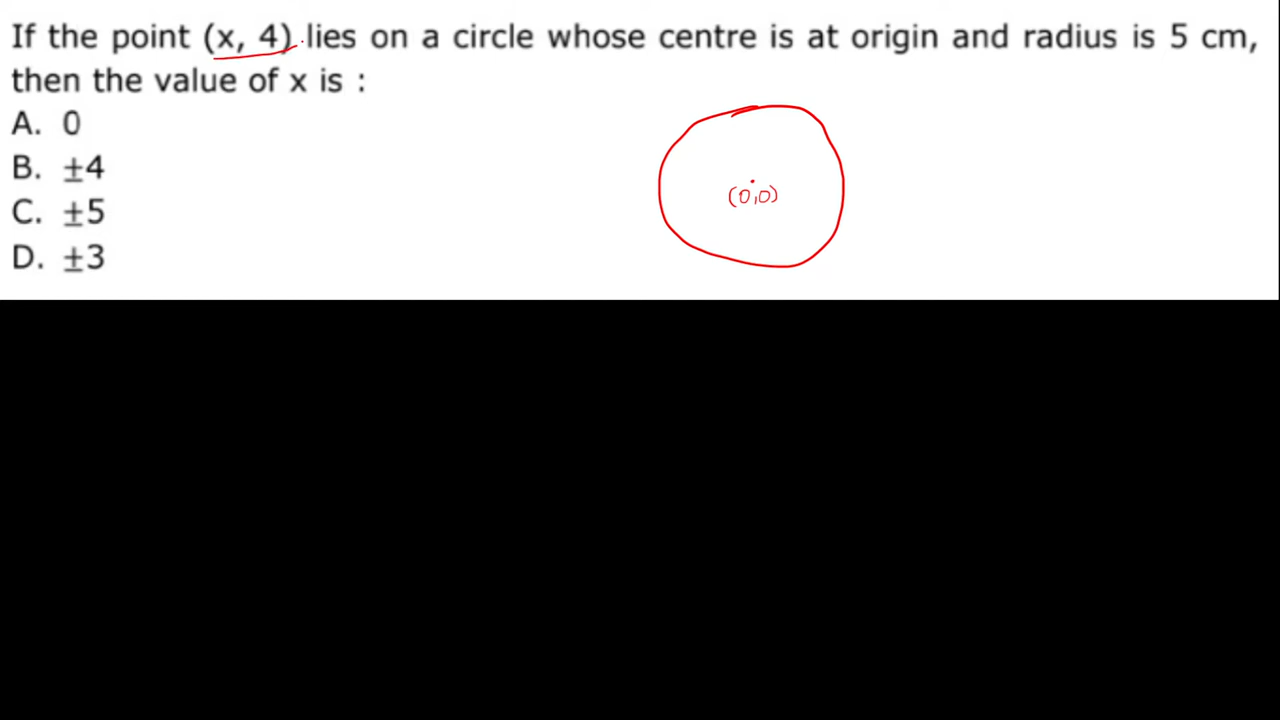 If the point (x, 4) lies on a circle whose centre is at origin and radius is 5 cm,
then the value of x is :
A. 0
B. ±4
C. ±5
D. ±3
(0,0)